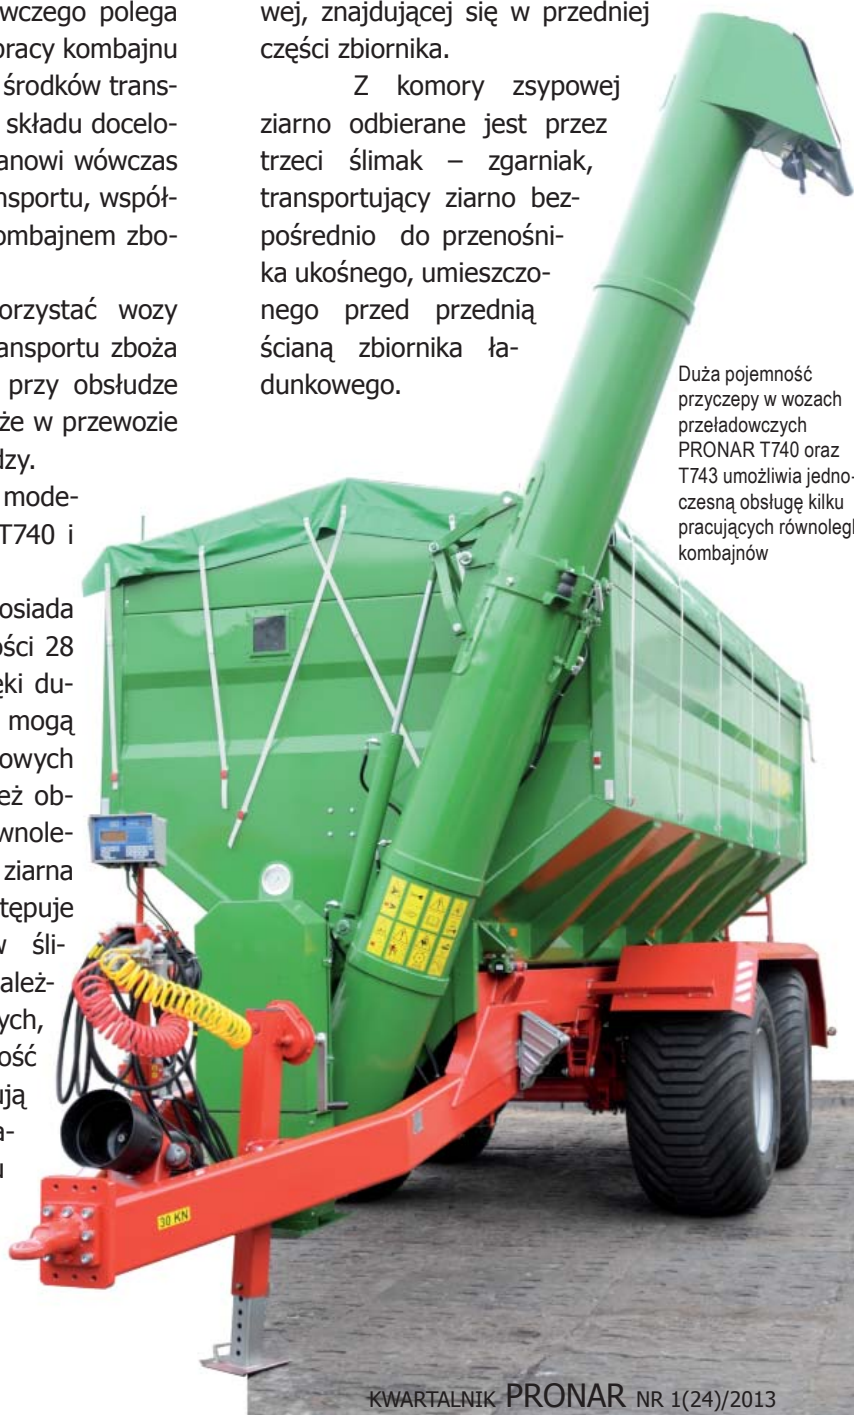 wczego polega
pracy kombajnu
środków trans-
składu docelo-
anowi wówczas
nsportu, współ-
ombajnem zbo-
orzystać wozy
ansportu zboża
przy obsłudze
że w przewozie
dzy.
mode-
T740 i
osiada
ości 28
ęki du-
mogą
owych
eż ob-
wnole-
ziarna
tępuje
w śli-
ależ-
ych,
ość
ują
a-
u
wej, znajdującej się w przedniej
części zbiornika.
Z komory zsypowej
ziarno odbierane jest przez
trzeci ślimak – zgarniak,
transportujący ziarno bez-
pośrednio do przenośni-
ka ukośnego, umieszczo-
nego przed przednią
ścianą zbiornika ła-
dunkowego.
Duża pojemność
przyczepy w wozach
przeładowczych
PRONAR T740 oraz
T743 umożliwia jedno-
czesną obsługę kilku
pracujących równolegl
kombajnów
30 KN
KWARTALNIK PRONAR NR 1(24)/2013